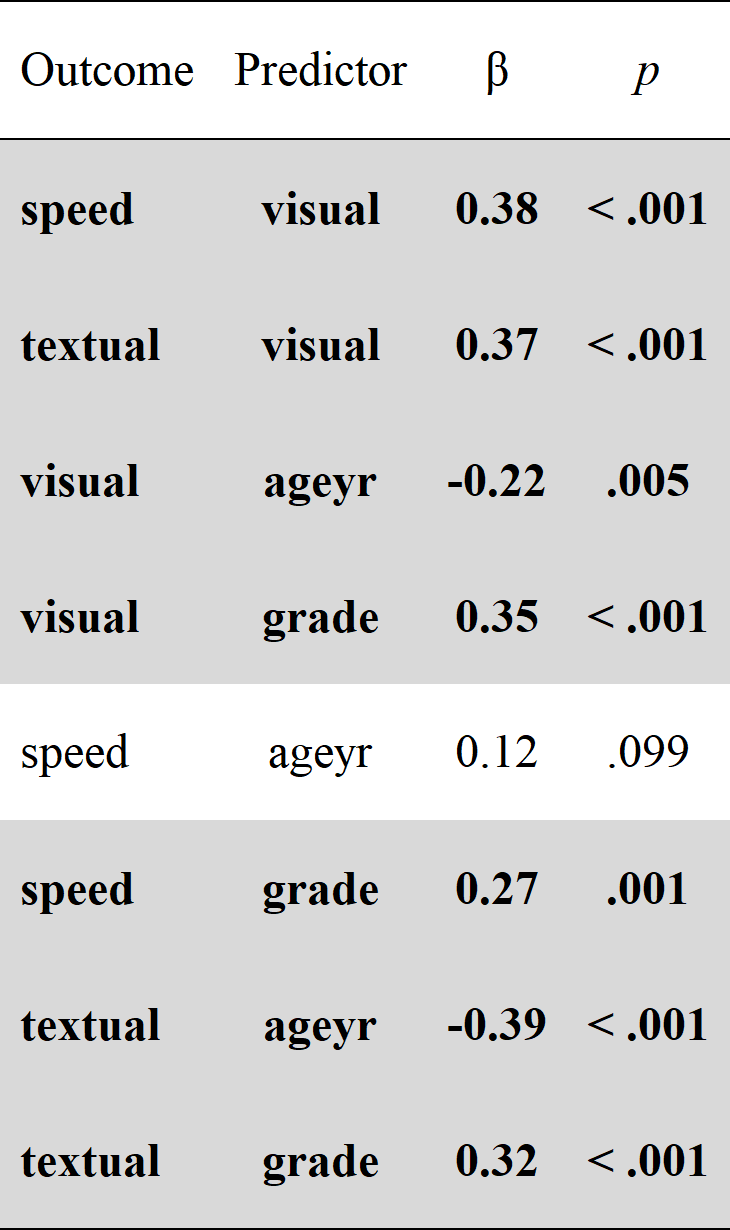 Outcome Predictor β p
speed visual 0.38 < .001
textual visual 0.37 < .001
visual ageyr -0.22 .005
visual grade 0.35 < .001
speed ageyr 0.12 .099
speed grade 0.27 .001
textual ageyr -0.39 < .001
textual grade 0.32 < .001